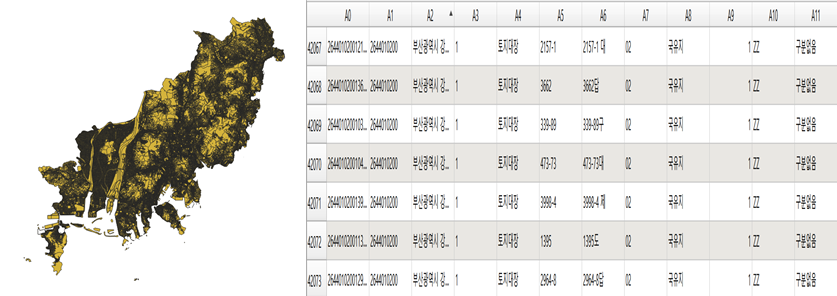 A0 A1 A2 A3 A4 A5 A6 A7 A8 A9 A10 A11
42067 2644010200121... 2644010200 부산광역시 강... 1 토지대장 2157-1 2157-1 대 02 국유지 1 ZZ 구분없음
42068 2644010200136... 2644010200 부산광역시 강... 1 토지대장 3662 3662답 02 국유지 1 ZZ 구분없음
42069 2644010200103... 2644010200 부산광역시 강... 1 토지대장 339-89 339-89구 02 국유지 1 ZZ 구분없음
42070 2644010200104... 2644010200 부산광역시 강... 1 토지대장 473-73 473-73대 02 국유지 1 ZZ 구분없음
42071 2644010200139... 2644010200 부산광역시 강... 1 토지대장 3998-4 3998-4 제 02 국유지 1 ZZ 구분없음
42072 2644010200113... 2644010200 부산광역시 강... 1 토지대장 1395 1395도 02 국유지 1 ZZ 구분없음
42073 2644010200129... 2644010200 부산광역시 강... 1 토지대장 2964-8 2964-8답 02 국유지 1 ZZ 구분없음